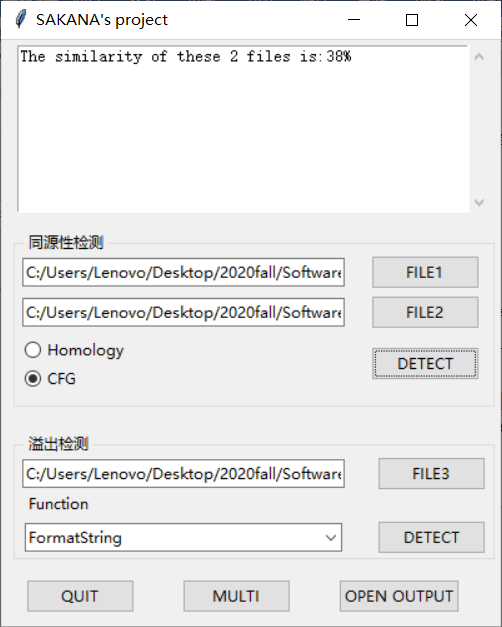 SAKANA's project
The similarity of these 2 files is:38%
同源性检测
C:/Users/Lenovo/Desktop/2020fall/Software
FILE1
C:/Users/Lenovo/Desktop/2020fall/Software
FILE2
Homology
CFG
DETECT
溢出检测
C:/Users/Lenovo/Desktop/2020fall/Software
FILE3
Function
FormatString
DETECT
QUIT
MULTI
OPEN OUTPUT